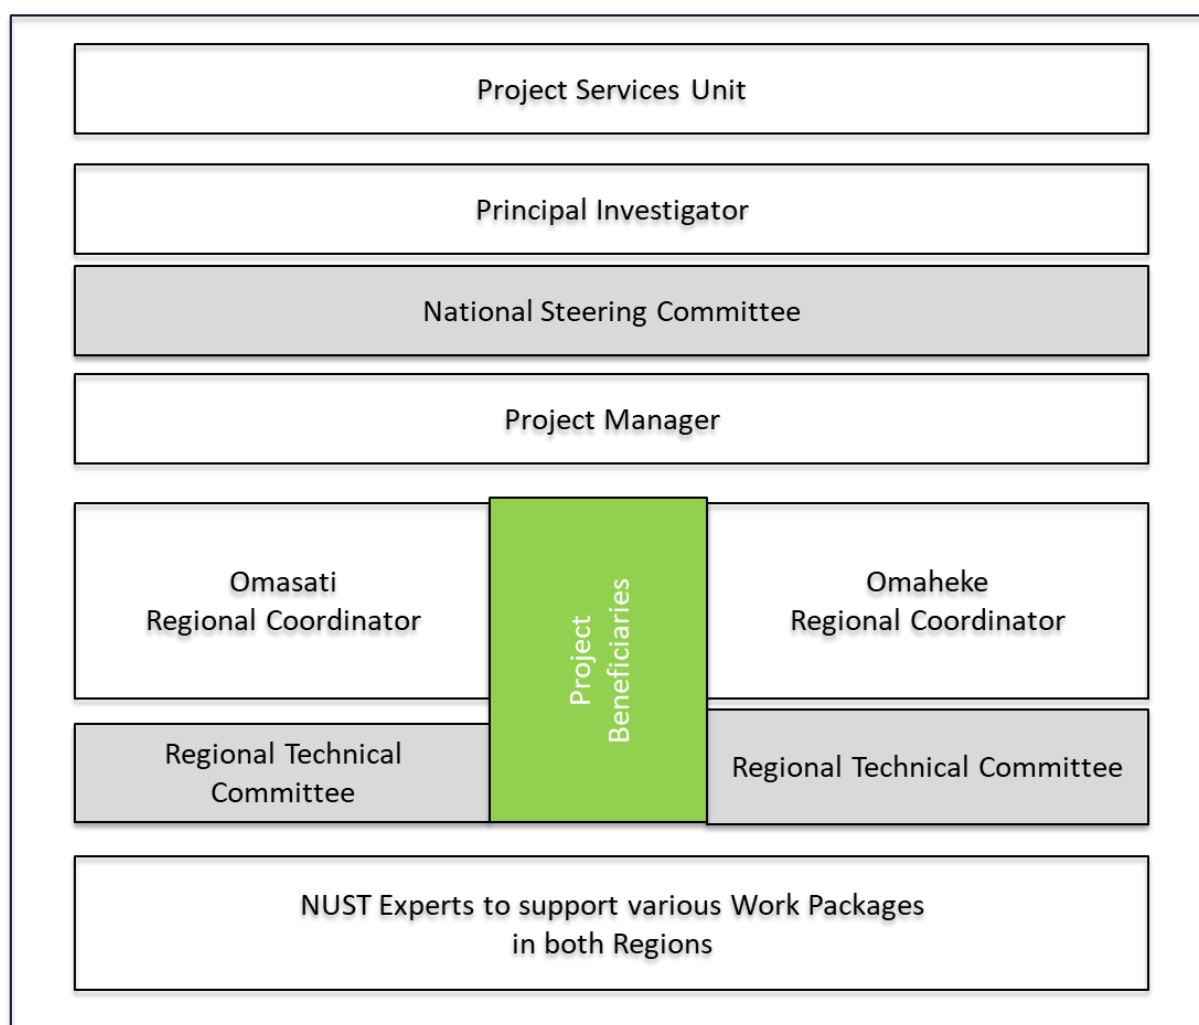 Project Services Unit
Principal Investigator
National Steering Committee
Project Manager
Omasati
Regional Coordinator
Project
Beneficiaries
Omaheke
Regional Coordinator
Regional Technical
Committee
Regional Technical Committee
NUST Experts to support various Work Packages
in both Regions